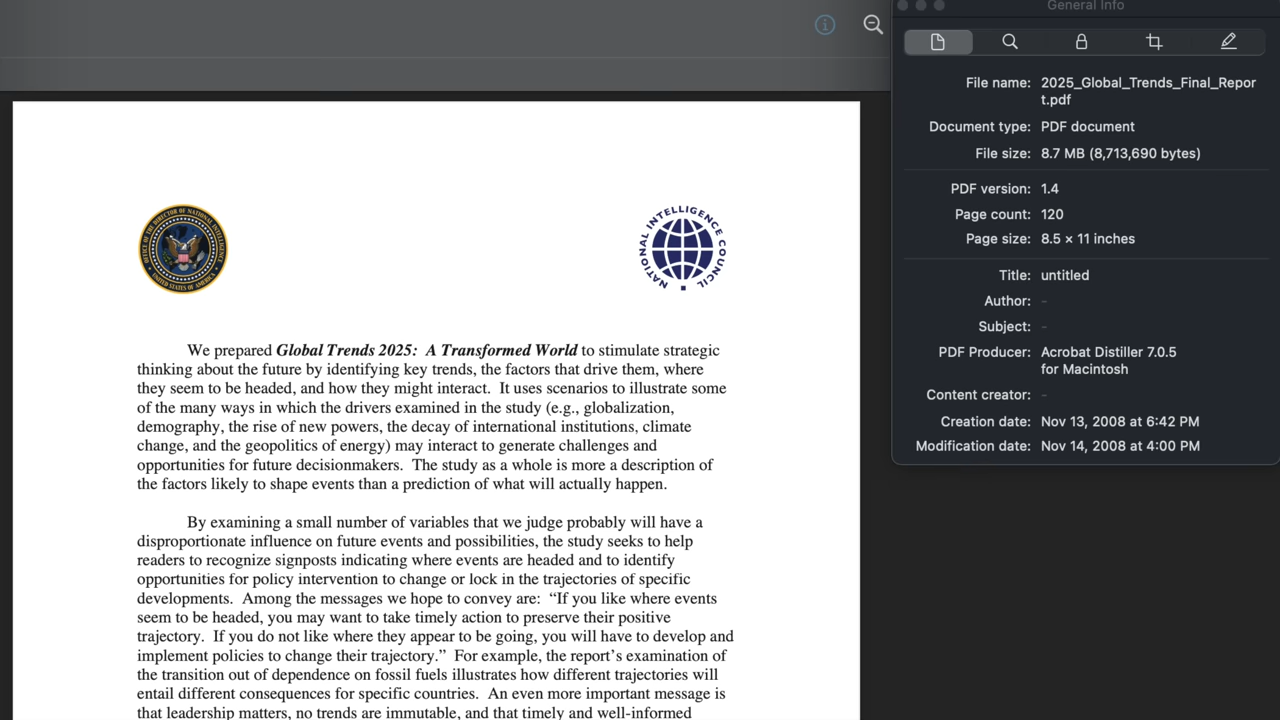 General Info
File name: 2025_Global_Trends_Final_Repor
t.pdf
Document type: PDF document
File size: 8.7 MB (8,713,690 bytes)
PDF version: 1.4
Page count: 120
Page size: 8.5 × 11 inches
Title: untitled
Author: -
Subject: -
PDF Producer: Acrobat Distiller 7.0.5
for Macintosh
Content creator: -
Creation date: Nov 13, 2008 at 6:42 PM
Modification date: Nov 14, 2008 at 4:00 PM
OFFICE OF THE DIRECTOR OF NATIONAL INTELLIGENCE
UNITED STATES OF AMERICA
NATIONAL INTELLIGENCE COUNCIL
We prepared Global Trends 2025:  A Transformed World to stimulate strategic
thinking about the future by identifying key trends, the factors that drive them, where
they seem to be headed, and how they might interact.  It uses scenarios to illustrate some
of the many ways in which the drivers examined in the study (e.g., globalization,
demography, the rise of new powers, the decay of international institutions, climate
change, and the geopolitics of energy) may interact to generate challenges and
opportunities for future decisionmakers.  The study as a whole is more a description of
the factors likely to shape events than a prediction of what will actually happen.
By examining a small number of variables that we judge probably will have a
disproportionate influence on future events and possibilities, the study seeks to help
readers to recognize signposts indicating where events are headed and to identify
opportunities for policy intervention to change or lock in the trajectories of specific
developments.  Among the messages we hope to convey are:  “If you like where events
seem to be headed, you may want to take timely action to preserve their positive
trajectory.  If you do not like where they appear to be going, you will have to develop and
implement policies to change their trajectory.”  For example, the report’s examination of
the transition out of dependence on fossil fuels illustrates how different trajectories will
entail different consequences for specific countries.  An even more important message is
that leadership matters, no trends are immutable, and that timely and well-informed